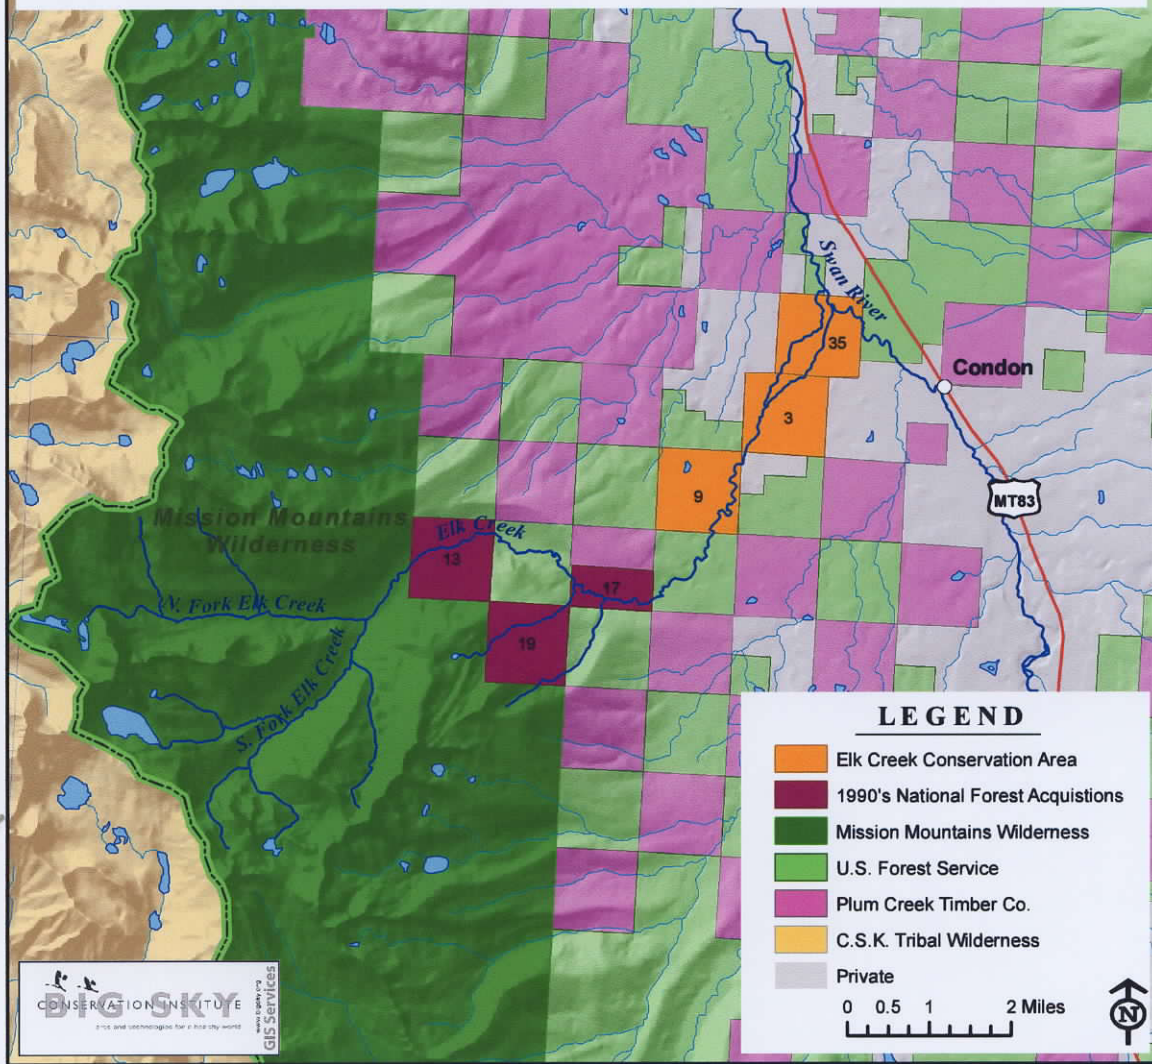 Swan River
35
Condon
3
9
MT83
Mission Mountains
Wilderness
Elk Creek
13
17
N. Fork Elk Creek
19
S. Fork Elk Creek
LEGEND
Elk Creek Conservation Area
1990's National Forest Acquistions
Mission Mountains Wilderness
U.S. Forest Service
Plum Creek Timber Co.
C.S.K. Tribal Wilderness
Private
0 0.5 1 2 Miles
N
BIG SKY
CONSERVATION INSTITUTE
GIS Services